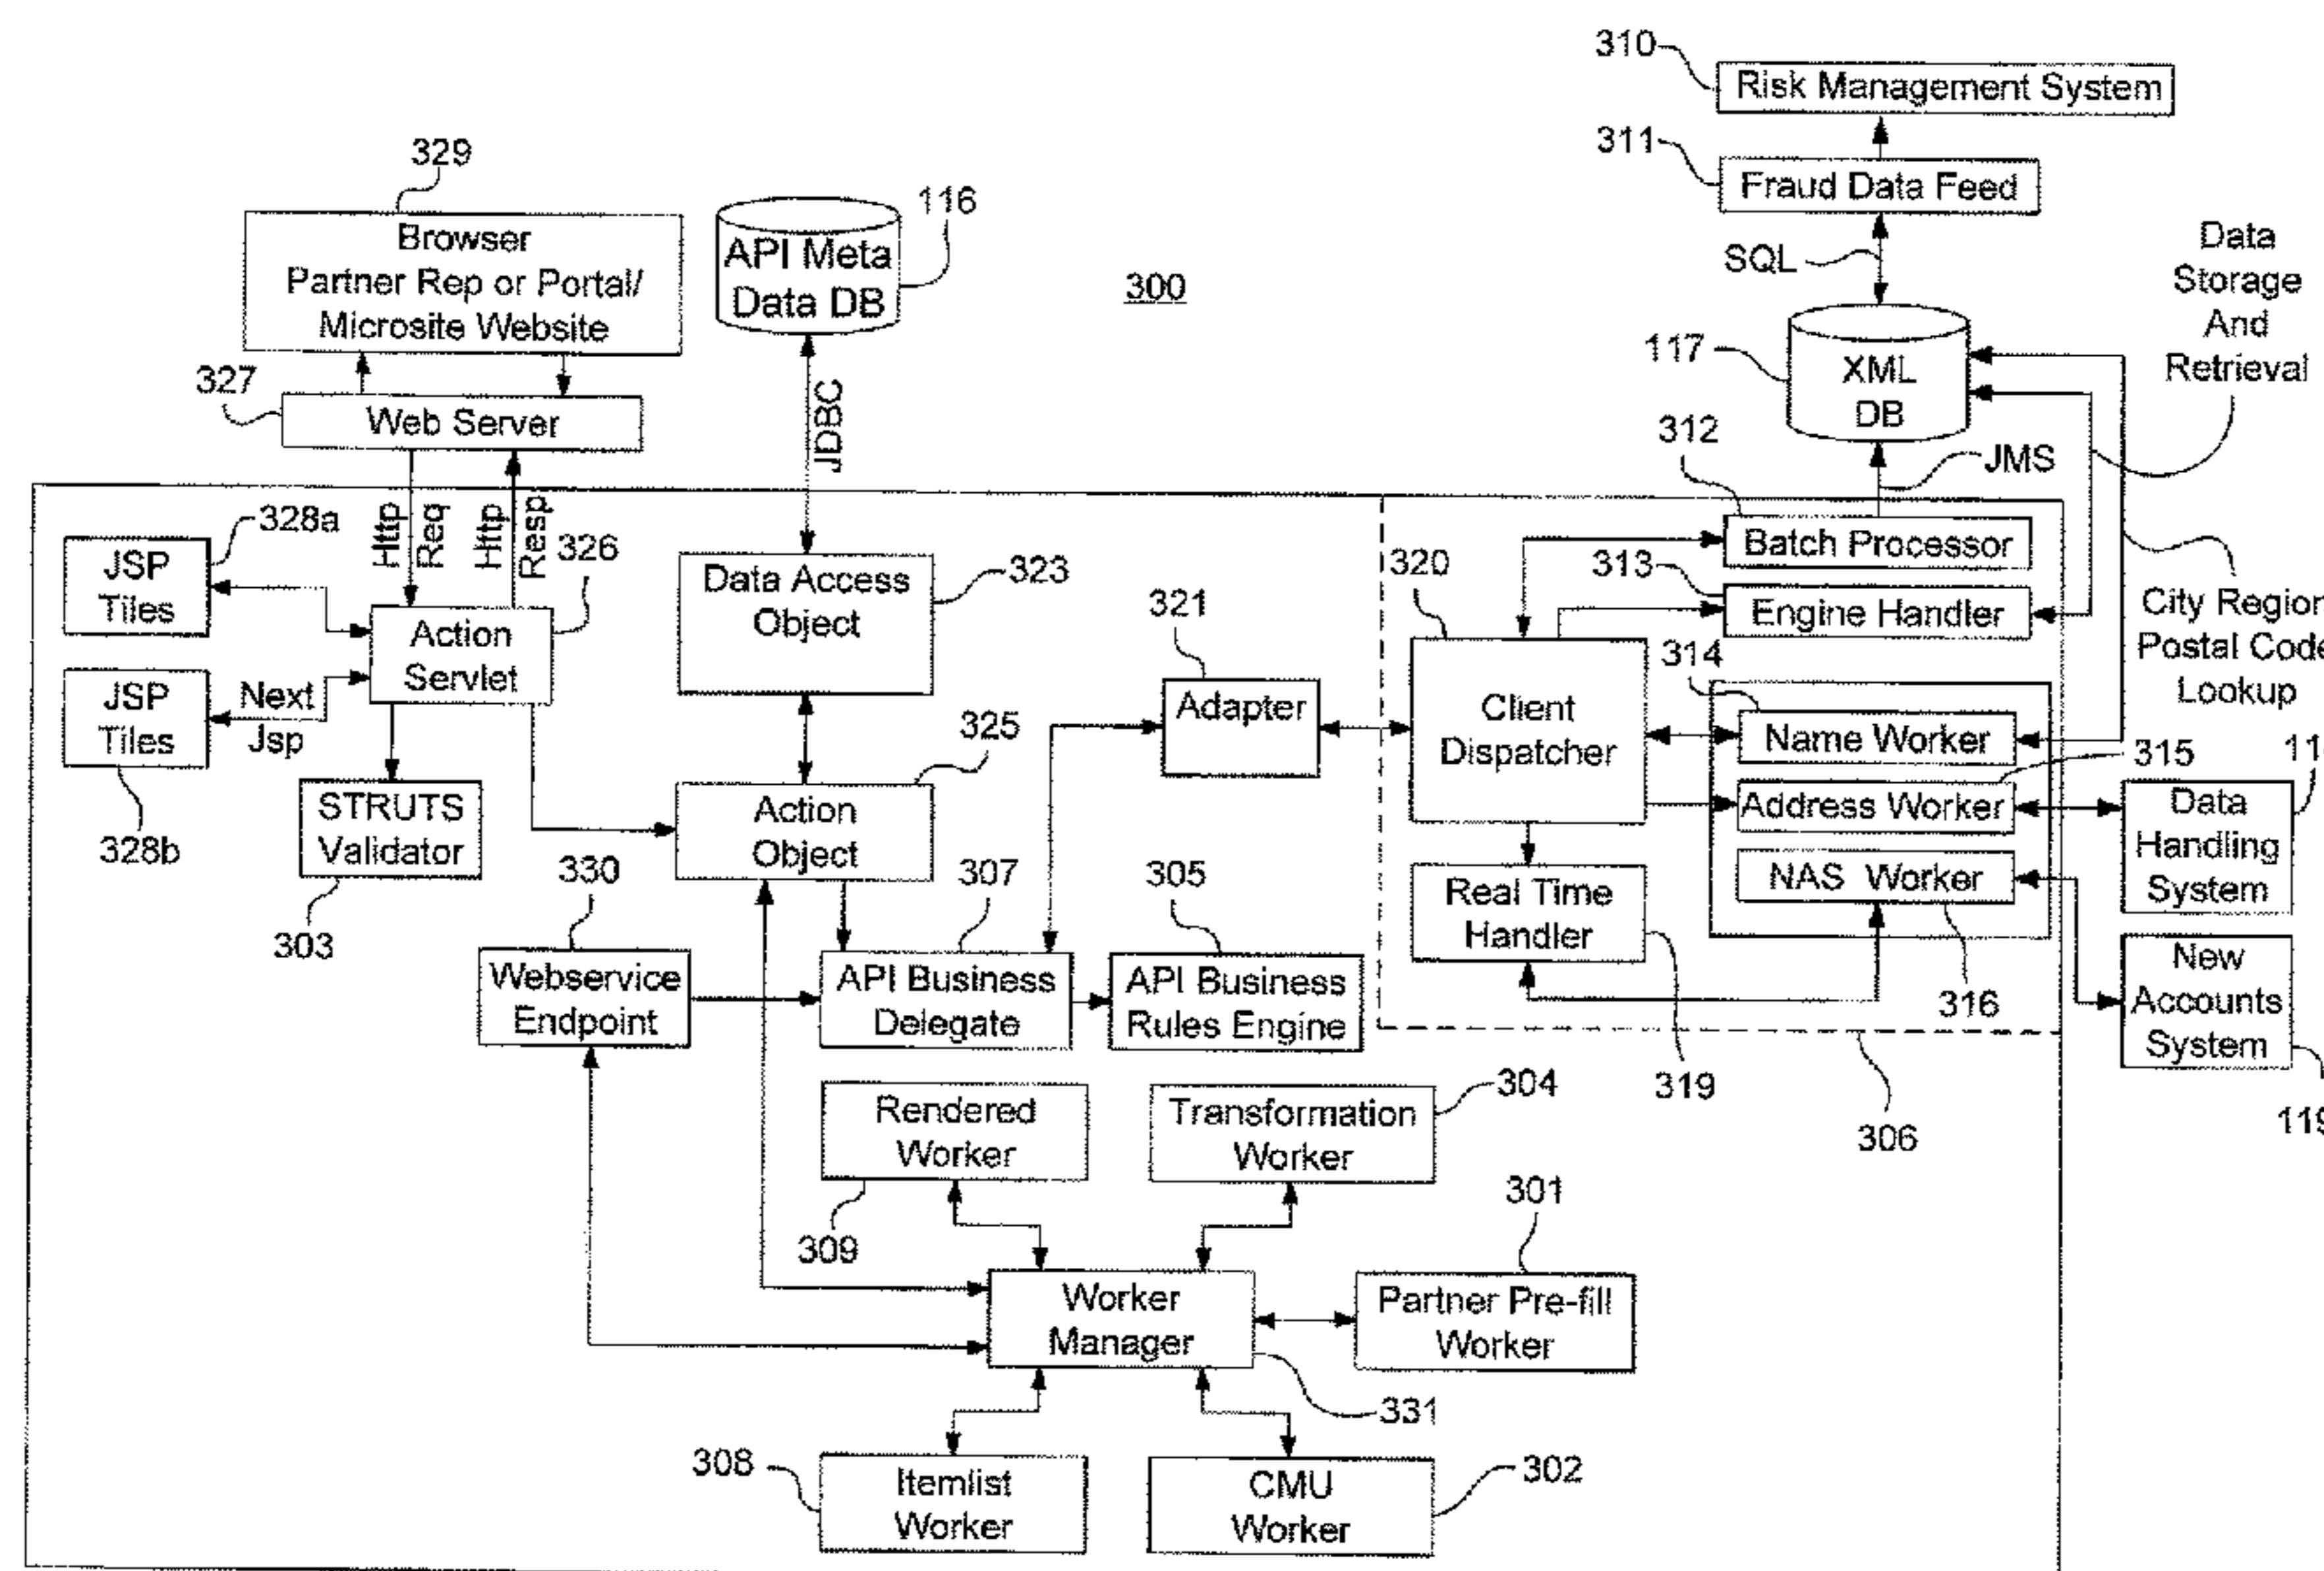 310
Risk Management System
311
Fraud Data Feed
SQL
329
Browser
Partner Rep or Portal/
Microsite Website
116
API Meta
Data DB
300
Data
Storage
And
Retrieval
117
XML
DB
327
Web Server
JDBC
312
JMS
Http
Req
Http
Resp
328a
JSP
Tiles
326
Action
Servlet
Data Access
Object
323
320
Batch Processor
313
Engine Handler
City Region
Postal Code
Lookup
321
Adapter
314
JSP
Tiles
Next
Jsp
328b
325
Client
Dispatcher
Name Worker
315
Address Worker
NAS Worker
316
Data
Handling
System
STRUTS
Validator
303
Action
Object
330
307
305
Real Time
Handler
319
New
Accounts
System
119
Webservice
Endpoint
API Business
Delegate
API Business
Rules Engine
306
Rendered
Worker
309
Transformation
Worker
304
301
Worker
Manager
Partner Pre-fill
Worker
331
308
Itemlist
Worker
CMU
Worker
302